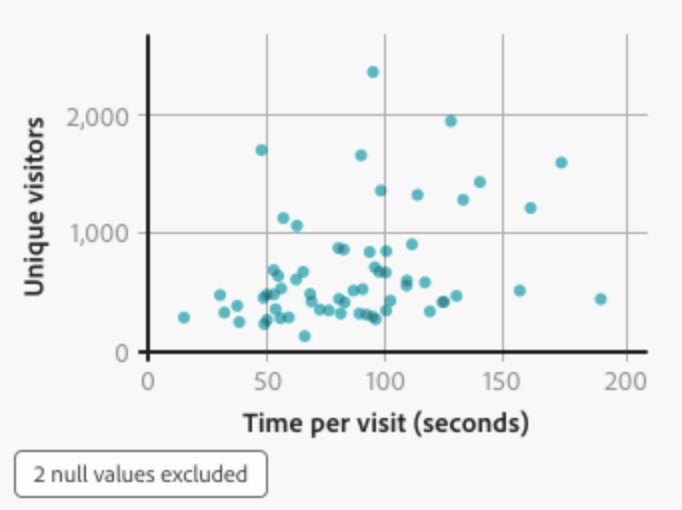 Unique visitors
2,000
1,000
0
0 50 100 150 200
Time per visit (seconds)
2 null values excluded